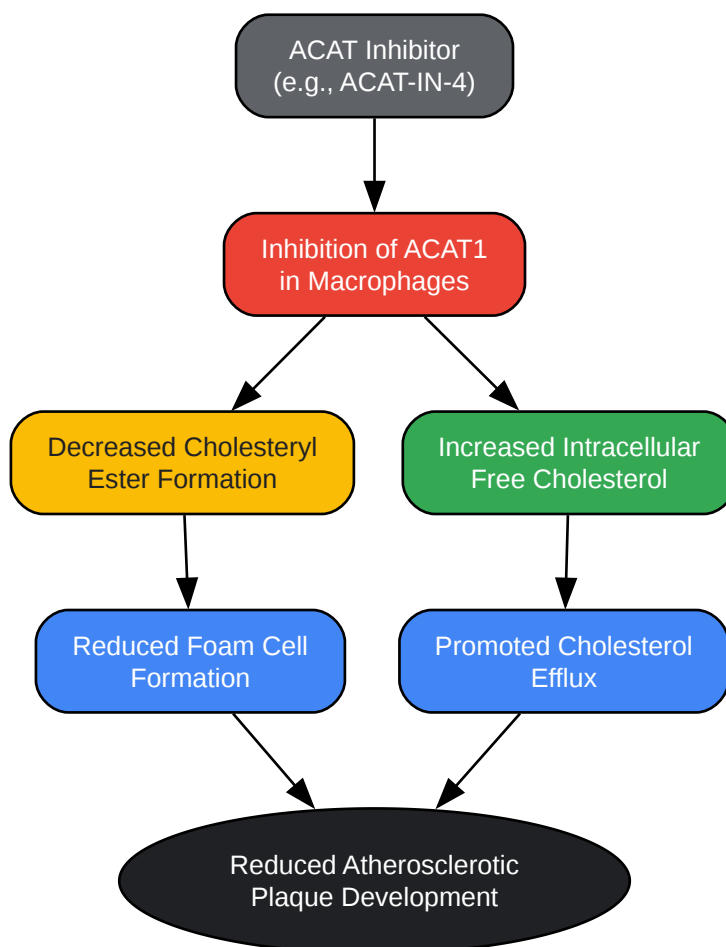 ACAT Inhibitor
(e.g., ACAT-IN-4)
Inhibition of ACAT1
in Macrophages
Decreased Cholesteryl
Ester Formation
Increased Intracellular
Free Cholesterol
Reduced Foam Cell
Formation
Promoted Cholesterol
Efflux
Reduced Atherosclerotic
Plaque Development